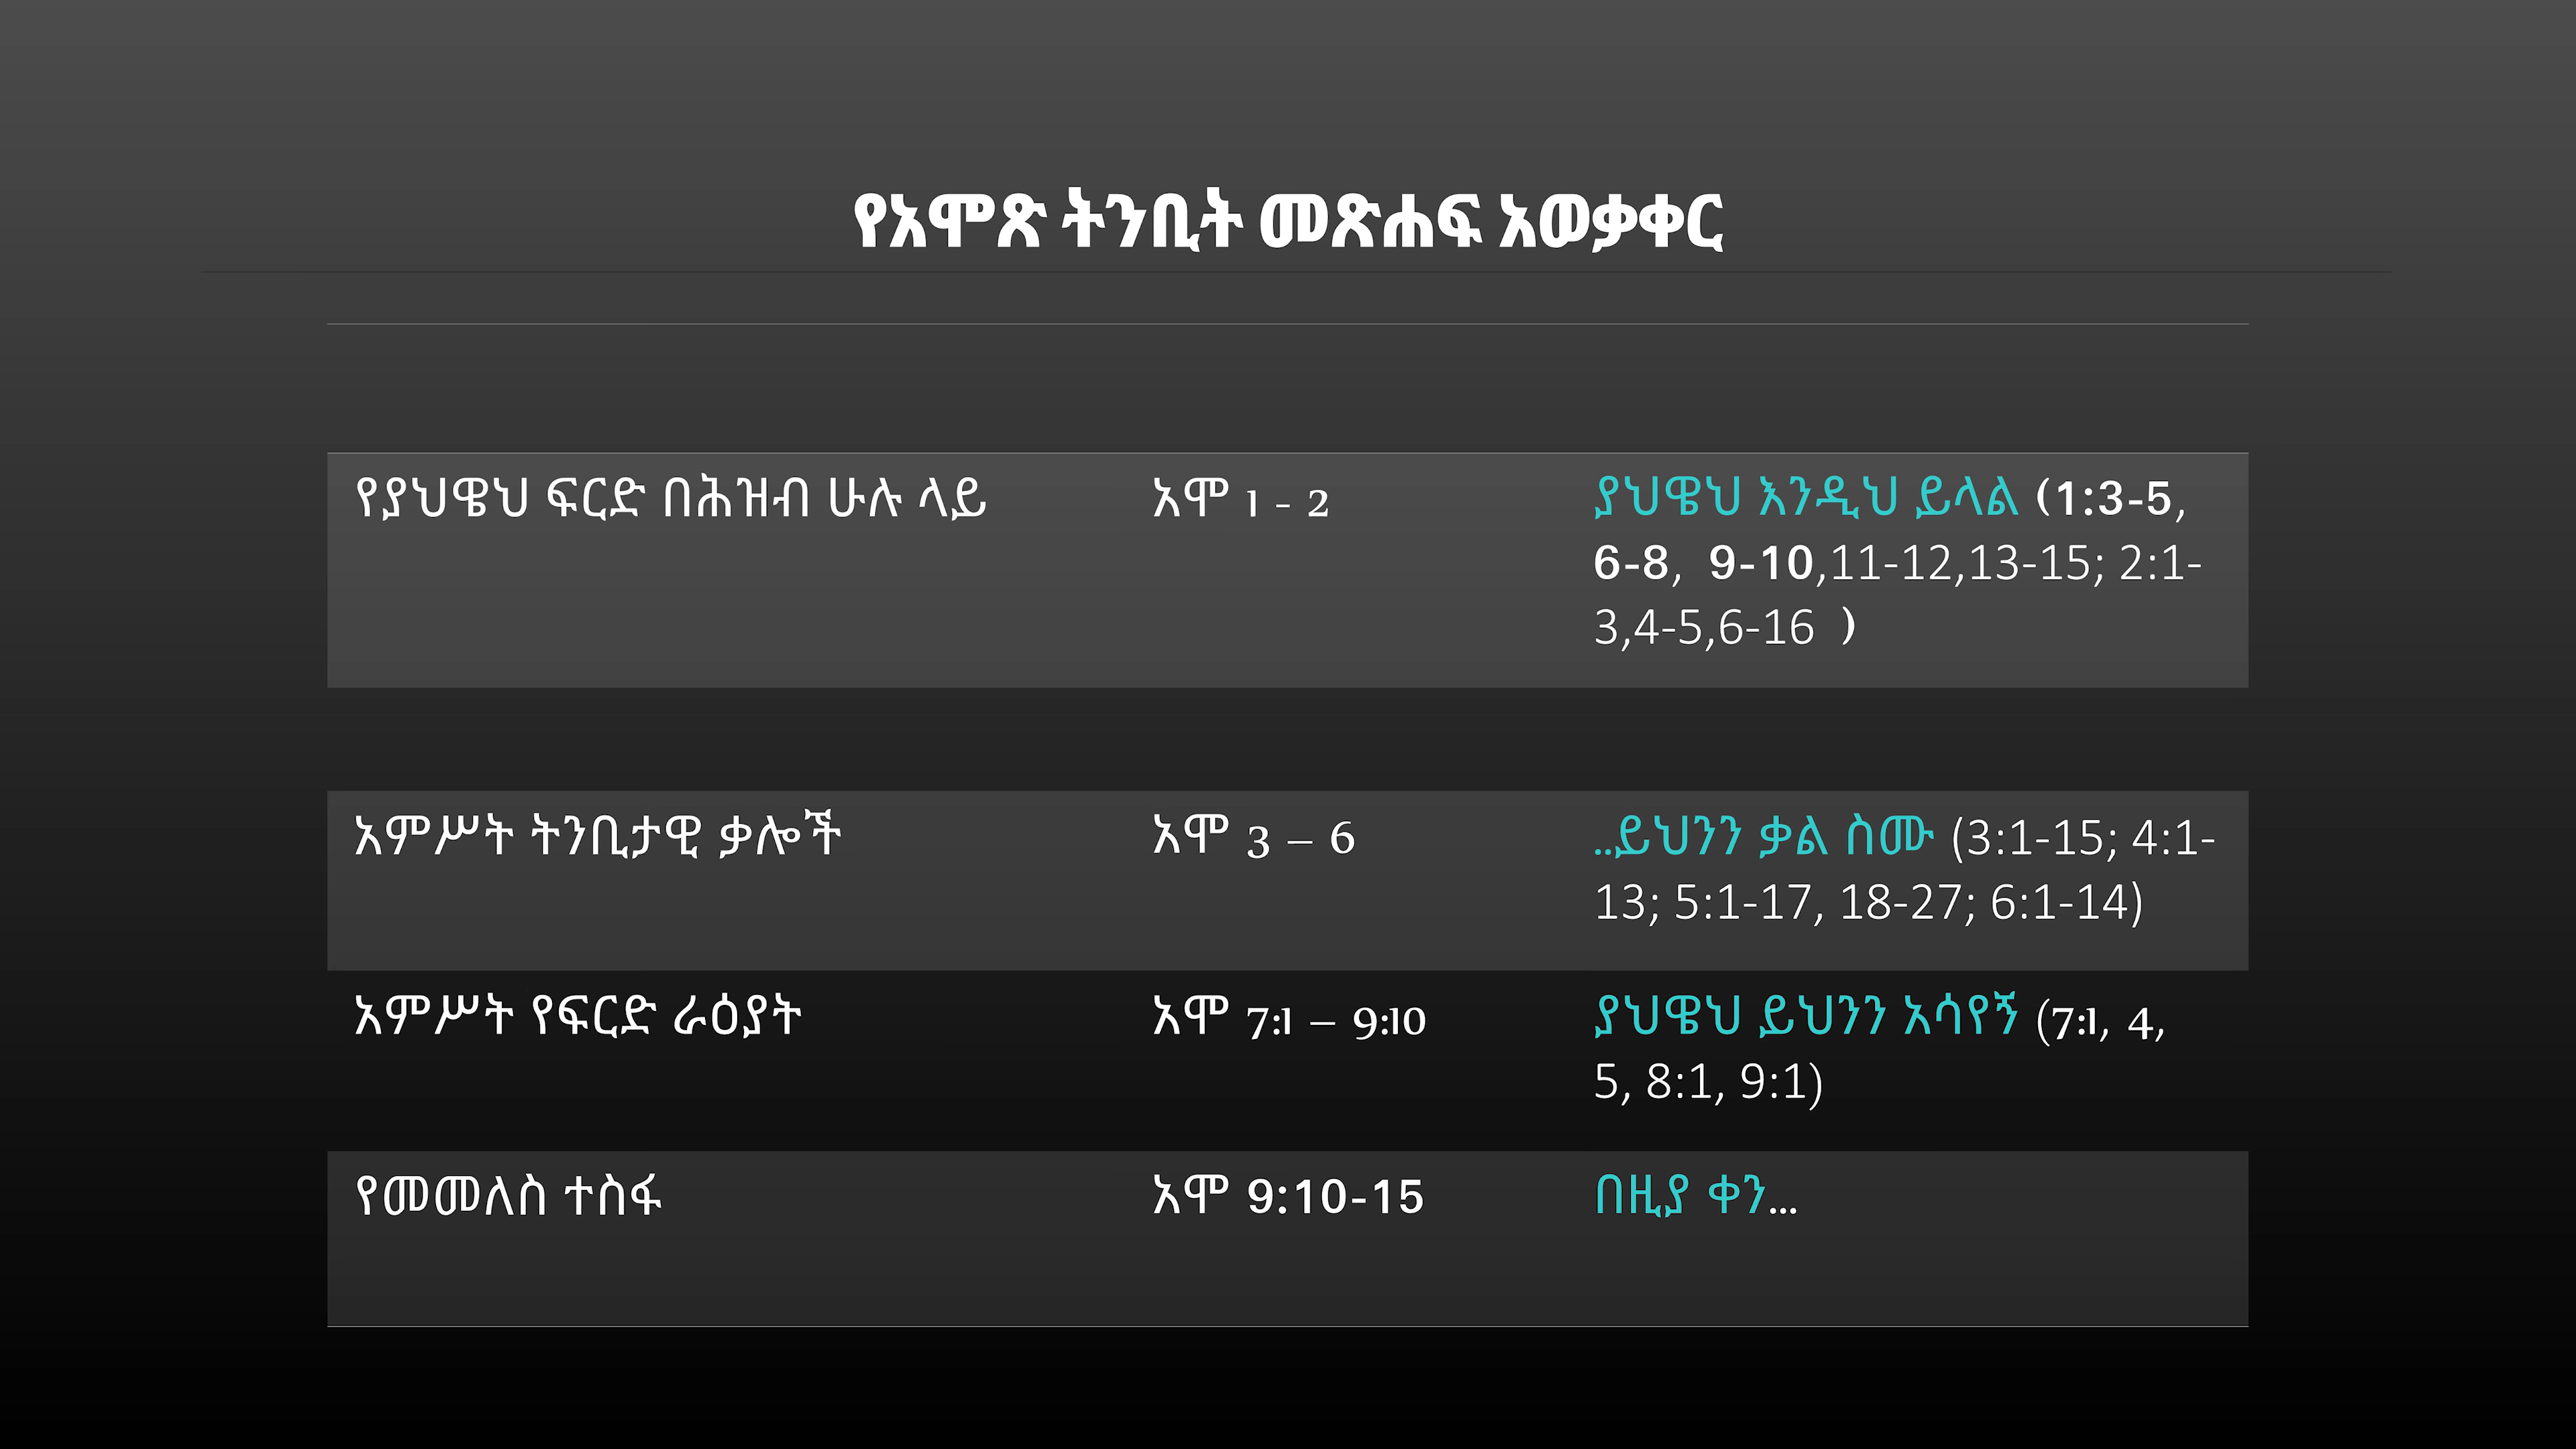 የአሞጽ ትንቢት መጽሐፍ አወቃቀር
የያህዌህ ፍርድ በሕዝብ ሁሉ ላይ
አሞ 1 - 2
ያህዌህ እንዲህ ይላል (1:3-5,
6-8, 9-10,11-12,13-15; 2:1-
3,4-5,6-16 )
አምሥት ትንቢታዊ ቃሎች
አሞ 3 – 6
..ይህንን ቃል ስሙ (3:1-15; 4:1-
13; 5:1-17, 18-27; 6:1-14)
አምሥት የፍርድ ራዕያት
አሞ 7:1 – 9:10
ያህዌህ ይህንን አሳየኝ (7:1, 4,
5, 8:1, 9:1)
የመመለስ ተስፋ
አሞ 9:10-15
በዚያ ቀን...